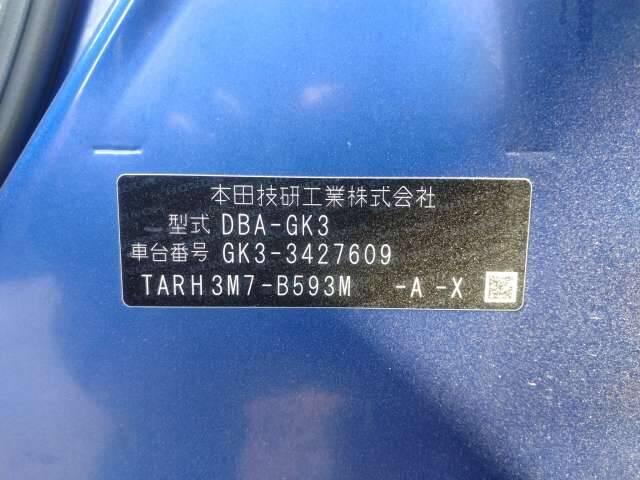 本田技研工業株式会社
型式 DBA-GK3
車台番号 GK3-3427609
TARH3M7-B593M -A -X